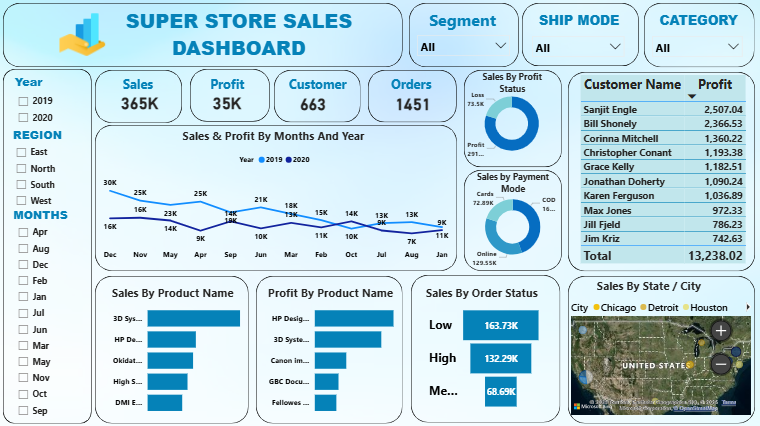 SUPER STORE SALES
DASHBOARD
Segment
All
SHIP MODE
All
CATEGORY
All
Year
2019
2020
REGION
East
North
South
West
MONTHS
Apr
Aug
Dec
Feb
Jan
Jul
Jun
Mar
May
Nov
Oct
Sep
Sales
365K
Profit
35K
Customer
663
Orders
1451
Sales & Profit By Months And Year
Year 2019 2020
30K 25K 23K 25K 14K 21K 18K 15K 14K 13K 13K 9K
16K 16K 14K 9K 10K 13K 11K 10K 9K 7K 11K
Dec Nov May Apr Sep Jun Mar Feb Oct Jul Aug Jan
Sales By Profit
Status
Loss
73.5K
Profit
291...
Sales by Payment
Mode
Cards
72.89K
COD
16...
Online
129.55K
Customer Name Profit
Sanjit Engle 2,507.04
Bill Shonely 2,366.53
Corinna Mitchell 1,360.22
Christopher Conant 1,193.38
Grace Kelly 1,182.51
Jonathan Doherty 1,090.24
Karen Ferguson 1,036.89
Max Jones 972.33
Jill Fjeld 786.23
Jim Kriz 742.63
Total 13,238.02
Sales By Product Name
3D Sys...
HP De...
Okidat...
High S...
DMI E...
Profit By Product Name
HP Desig...
3D Syste...
Canon im...
GBC Docu...
Fellowes ...
Sales By Order Status
Low 163.73K
High 132.29K
Me... 68.69K
Sales By State / City
City Chicago Detroit Houston
UNITED STATES
Microsoft
Terms
© OpenStreetMap